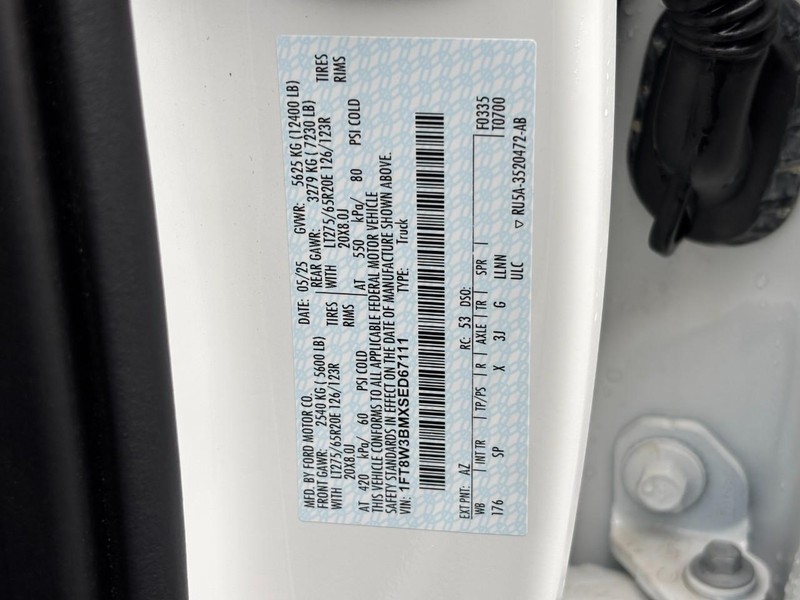 MFD. BY FORD MOTOR CO.
DATE: 05/25 GVWR: 5625 KG (12400 LB)
FRONT GAWR: 2540 KG (5600 LB)
REAR GAWR: 3279 KG (7230 LB)
WITH LT275/65R20E 126/123R TIRES
WITH LT275/65R20E 126/123R TIRES
20X8.0J RIMS
20X8.0J RIMS
AT 420 kPa/ 60 PSI COLD
AT 550 kPa/ 80 PSI COLD
THIS VEHICLE CONFORMS TO ALL APPLICABLE FEDERAL MOTOR VEHICLE
SAFETY STANDARDS IN EFFECT ON THE DATE OF MANUFACTURE SHOWN ABOVE.
VIN: 1FT8W3BMXSED67111 TYPE: Truck
EXT PNT: AZ RC: 53 DSO: F0335
WB INT TR TP/PS R AXLE TR SPR T0700
176 SP X 3J G LLNN
ULC ▽ RU5A-3520472-AB